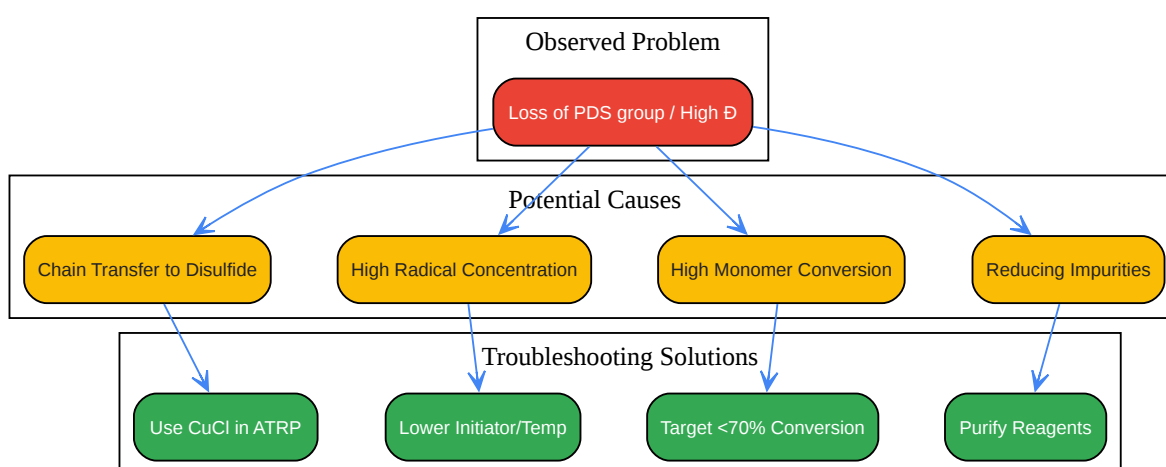 Observed Problem
Loss of PDS group / High Đ
Potential Causes
Chain Transfer to Disulfide
High Radical Concentration
High Monomer Conversion
Reducing Impurities
Troubleshooting Solutions
Use CuCl in ATRP
Lower Initiator/Temp
Target <70% Conversion
Purify Reagents